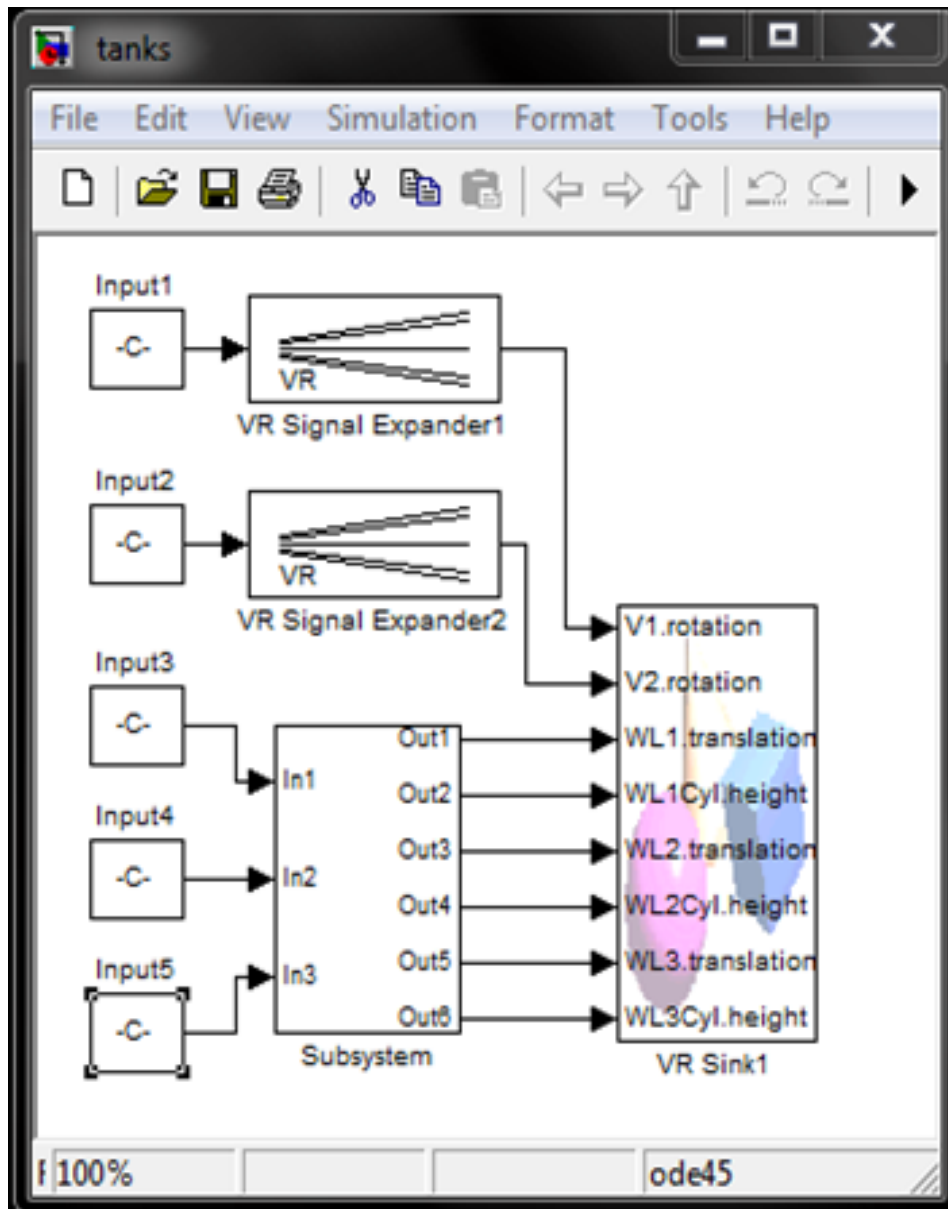 tanks
File Edit View Simulation Format Tools Help
Input1
-C-
VR
VR Signal Expander1
Input2
-C-
VR
VR Signal Expander2
Input3
-C-
Input4
-C-
Input5
-C-
In1
In2
In3
Out1
Out2
Out3
Out4
Out5
Out6
Subsystem
V1.rotation
V2.rotation
WL1.translation
WL1Cyl.height
WL2.translation
WL2Cyl.height
WL3.translation
WL3Cyl.height
VR Sink1
100%
ode45